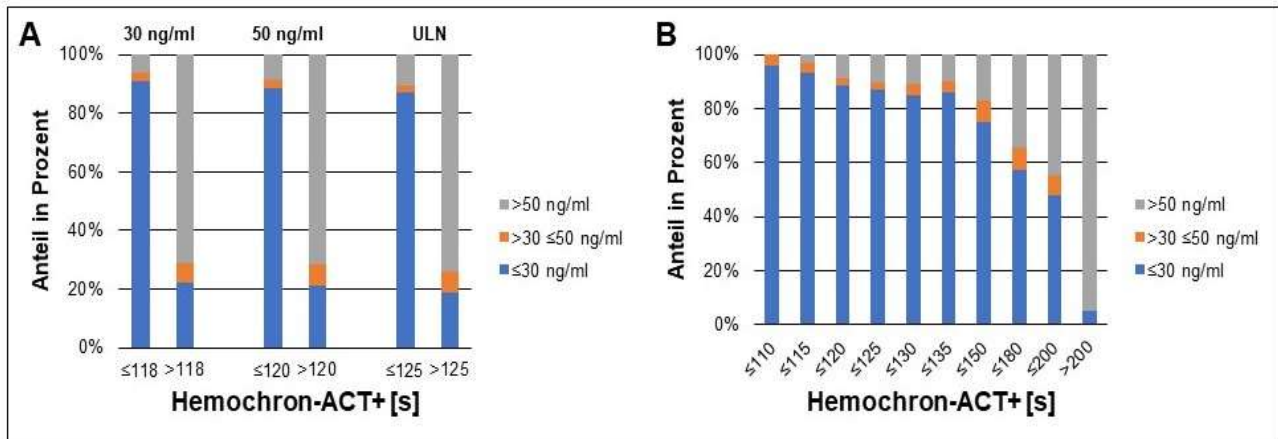 A
30 ng/ml 50 ng/ml ULN
100%
80%
60%
40%
20%
0%
Anteil in Prozent
≤118 >118 ≤120 >120 ≤125 >125
Hemochron-ACT+ [s]
>50 ng/ml
>30 ≤50 ng/ml
≤30 ng/ml
B
100%
80%
60%
40%
20%
0%
Anteil in Prozent
≤110 ≤115 ≤120 ≤125 ≤130 ≤135 ≤150 ≤180 ≤200 >200
Hemochron-ACT+ [s]
>50 ng/ml
>30 ≤50 ng/ml
≤30 ng/ml